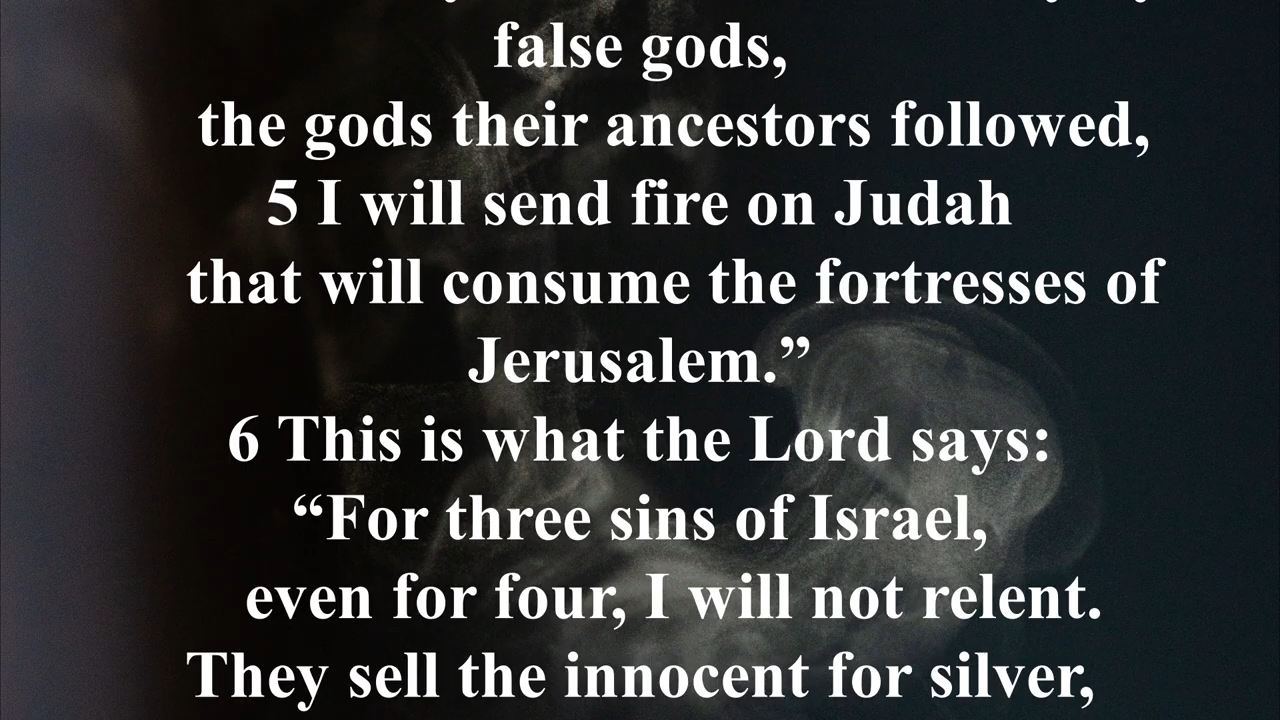 false gods,
the gods their ancestors followed,
5 I will send fire on Judah
that will consume the fortresses of
Jerusalem.”
6 This is what the Lord says:
“For three sins of Israel,
even for four, I will not relent.
They sell the innocent for silver,